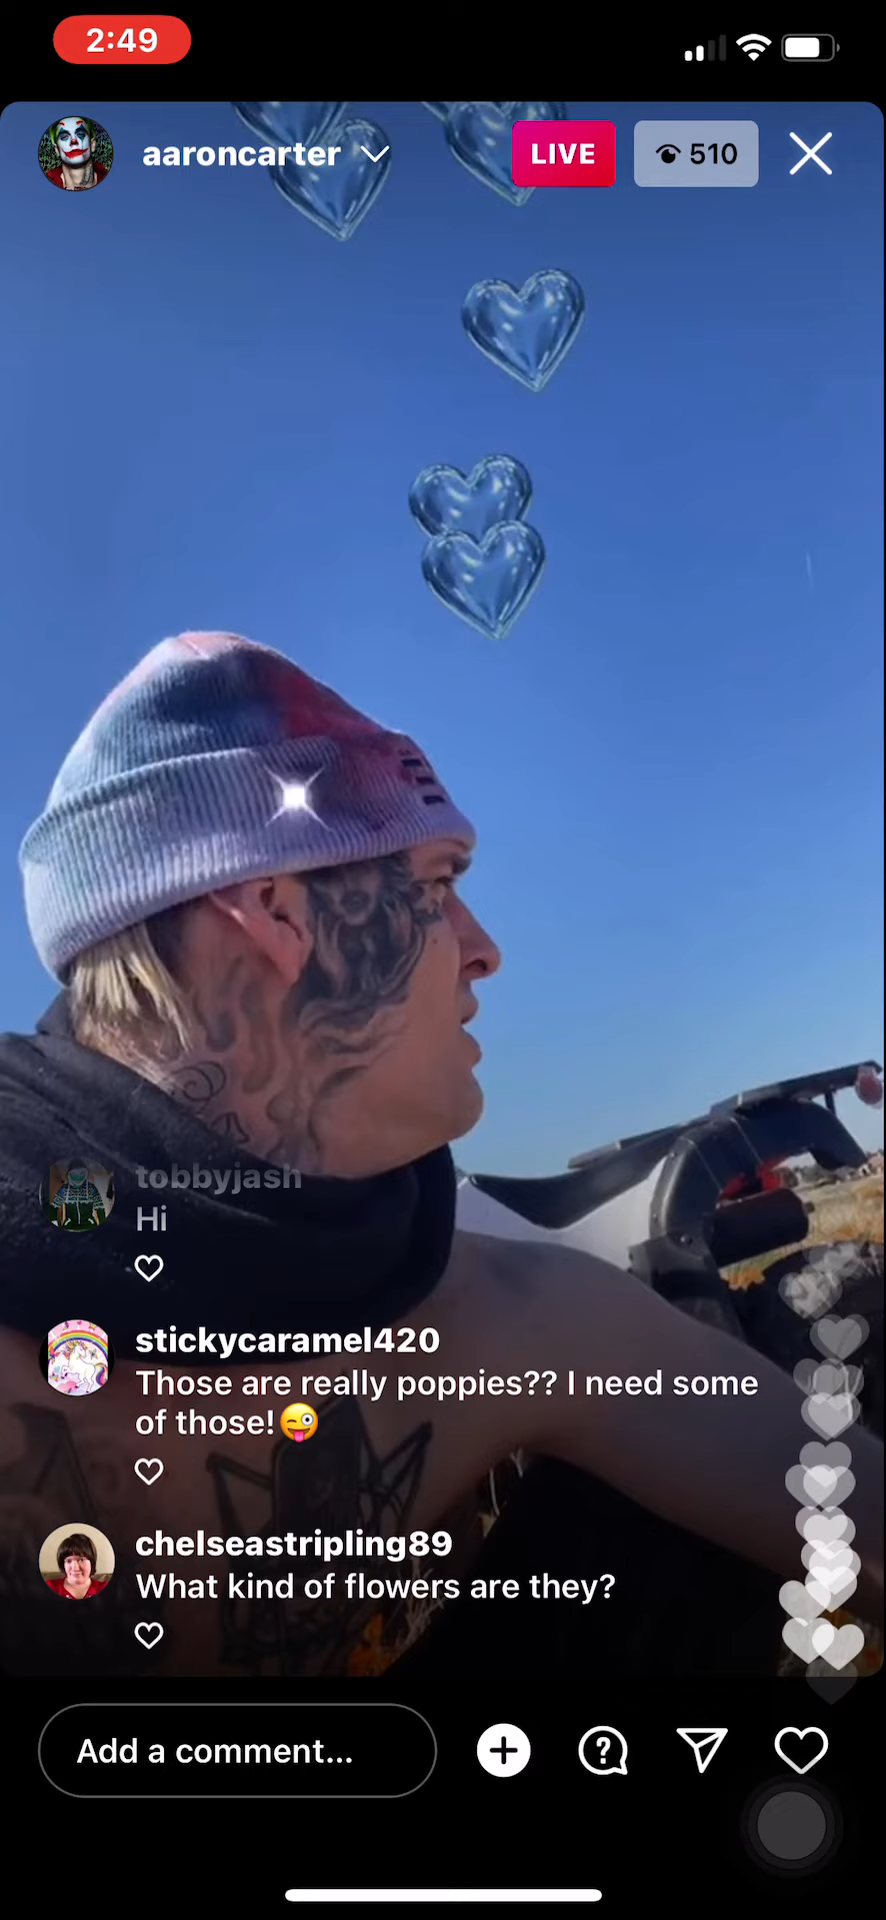 2:49
aaroncarter
LIVE
510
tobbyjash
Hi
stickycaramel420
Those are really poppies?? I need some
of those!😜
chelseastripling89
What kind of flowers are they?
Add a comment...